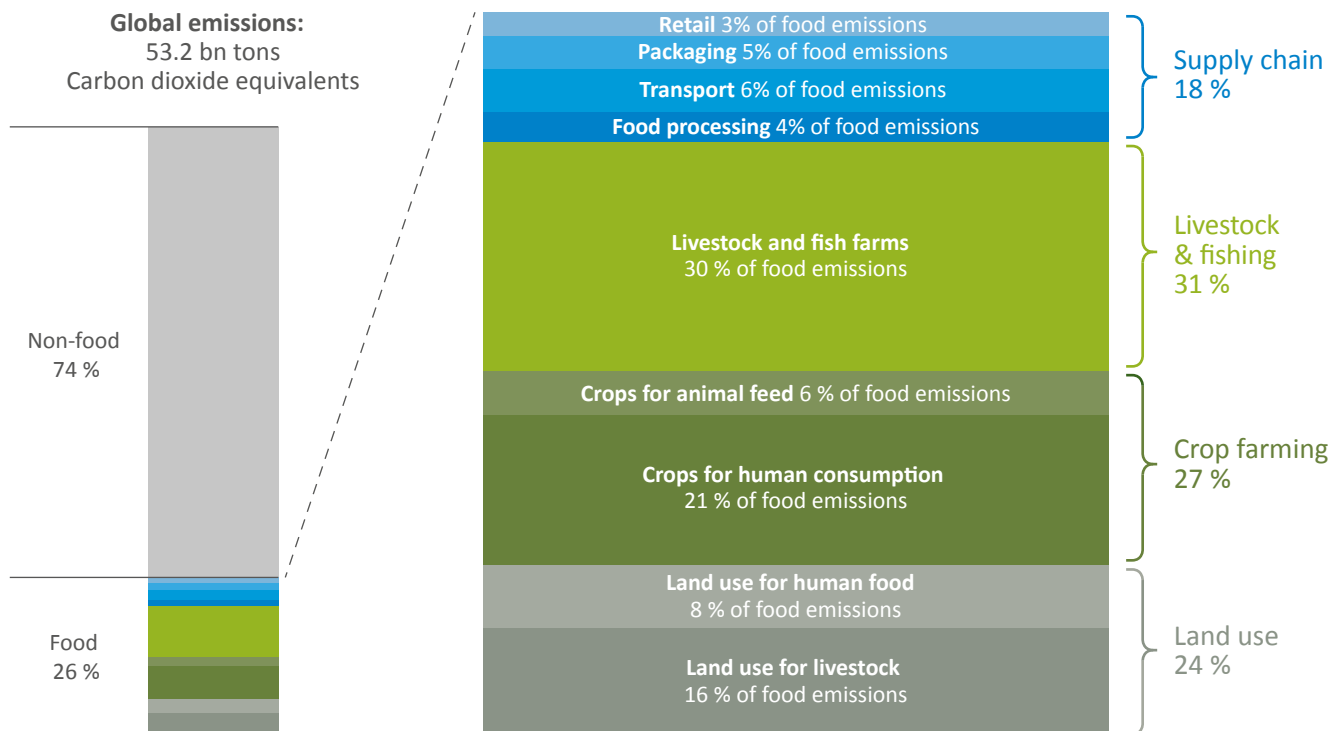 Global emissions:
53.2 bn tons
Carbon dioxide equivalents
Non-food
74 %
Food
26 %
Retail 3% of food emissions
Packaging 5% of food emissions
Transport 6% of food emissions
Food processing 4% of food emissions
Livestock and fish farms
30 % of food emissions
Crops for animal feed 6 % of food emissions
Crops for human consumption
21 % of food emissions
Land use for human food
8 % of food emissions
Land use for livestock
16 % of food emissions
Supply chain
18 %
Livestock
& fishing
31 %
Crop farming
27 %
Land use
24 %